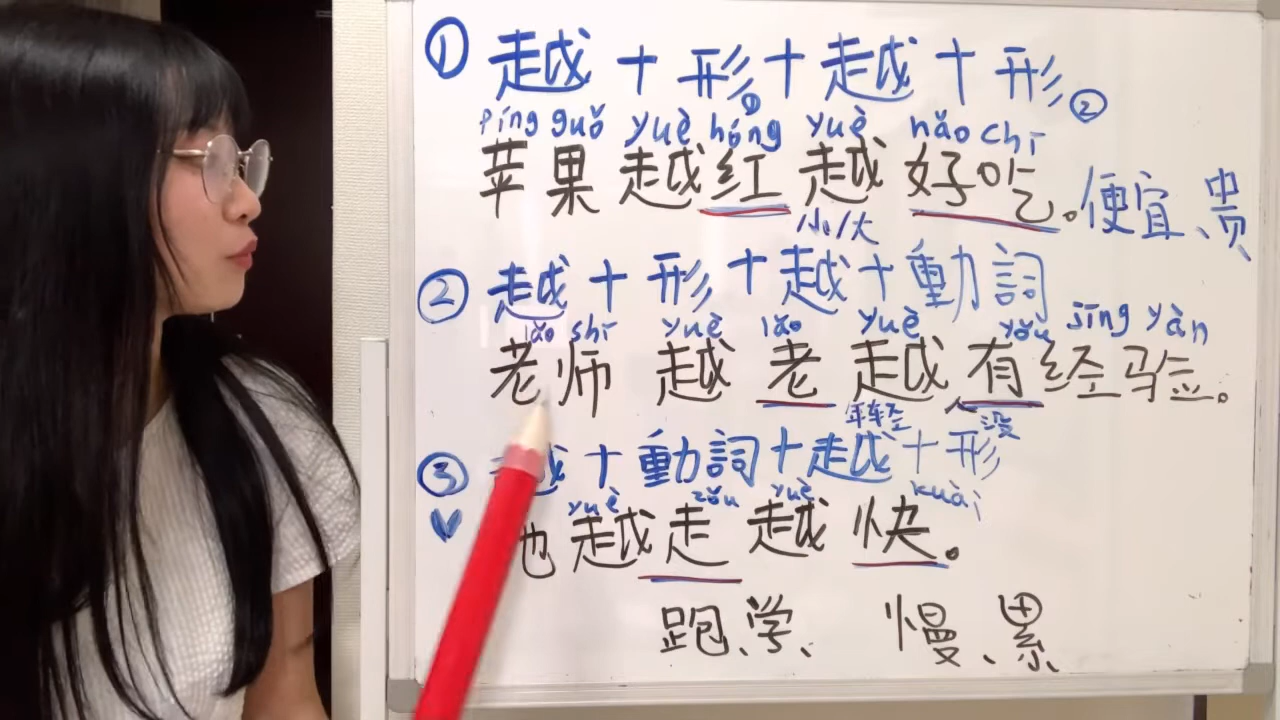 ① 越+形①+越+形②
píng guǒ yuè hóng yuè hǎo chī
苹果越红越好吃。便宜、贵
小/大
② 越+形+越+動詞
lǎo shī yuè lǎo yuè yǒu jīng yàn
老师越老越有经验。
年轻 没
③ 越+動詞+越+形
yuè zǒu yuè kuài
他越走越快。
跑、学、 慢、累